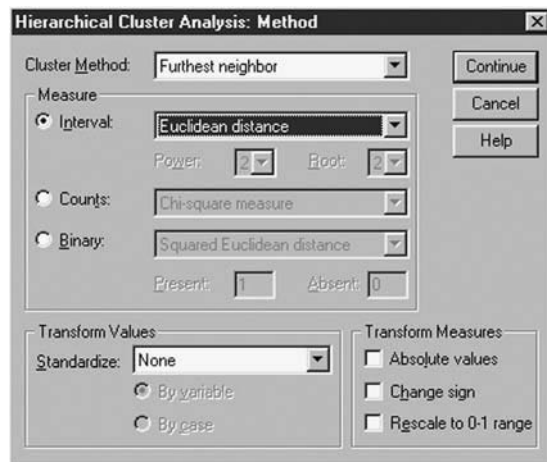 Hierarchical Cluster Analysis: Method
Cluster Method: Furthest neighbor
Continue
Measure
Cancel
Interval: Euclidean distance
Help
Power: 2 Root: 2
Counts: Chi-square measure
Binary: Squared Euclidean distance
Present: 1 Absent: 0
Transform Values
Standardize: None
By variable
By case
Transform Measures
Absolute values
Change sign
Rescale to 0-1 range